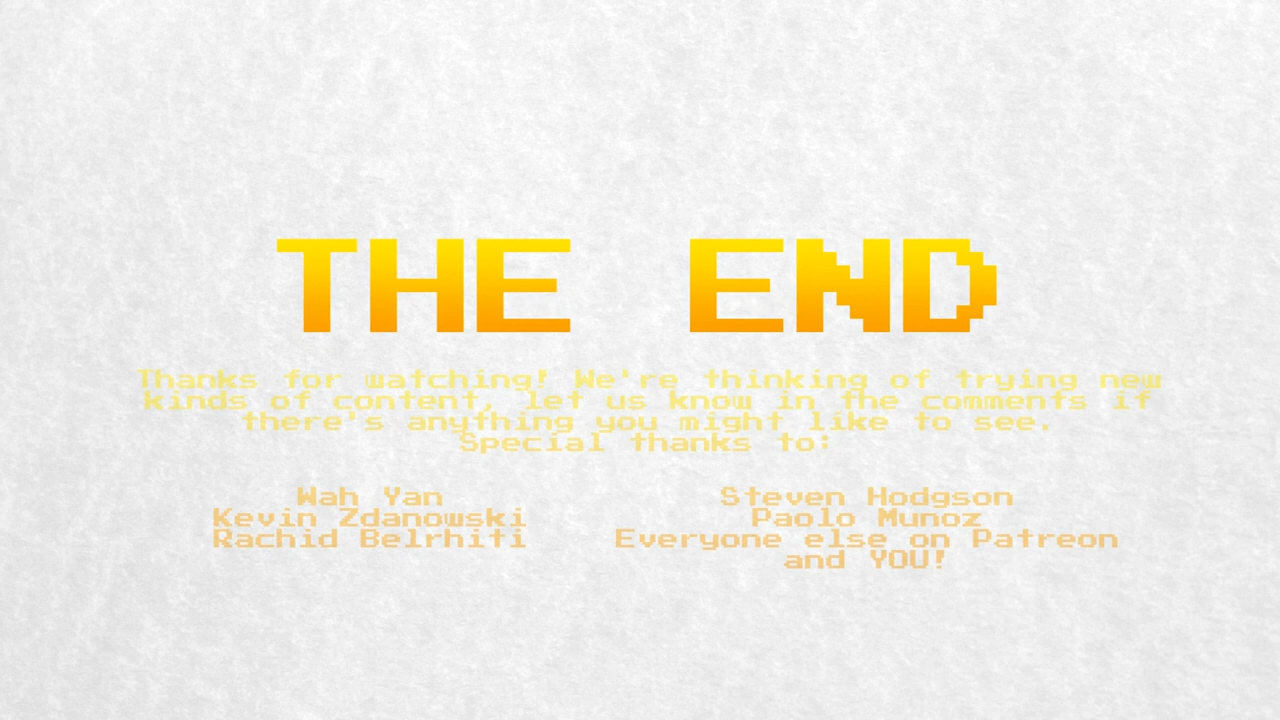 THE END
Thanks for watching! We're thinking of trying new
kinds of content, let us know in the comments if
there's anything you might like to see.
Special thanks to:
Wah Yan
Kevin Zdanowski
Rachid Belrhiti
Steven Hodgson
Paolo Munoz
Everyone else on Patreon
and YOU!